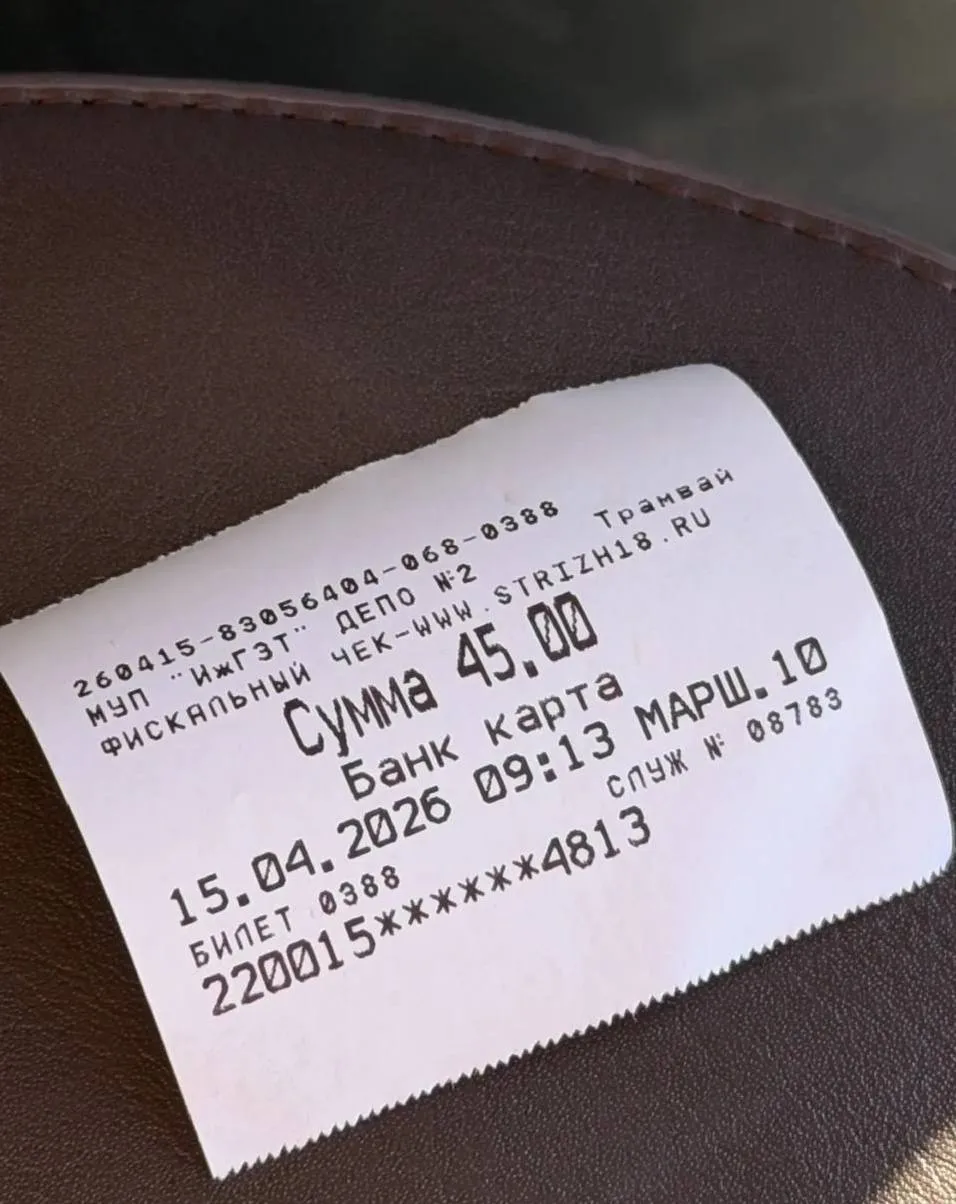 260415-83056404-068-0388
МУП "ИжГЭТ" ДЕПО №2 Трамвай
ФИСКАЛЬНЫЙ ЧЕК-WWW.STRIZH18.RU
Сумма 45.00
Банк карта
15.04.2026 09:13 МАРШ.10
БИЛЕТ 0388 СЛУЖ № 08783
220015******4813